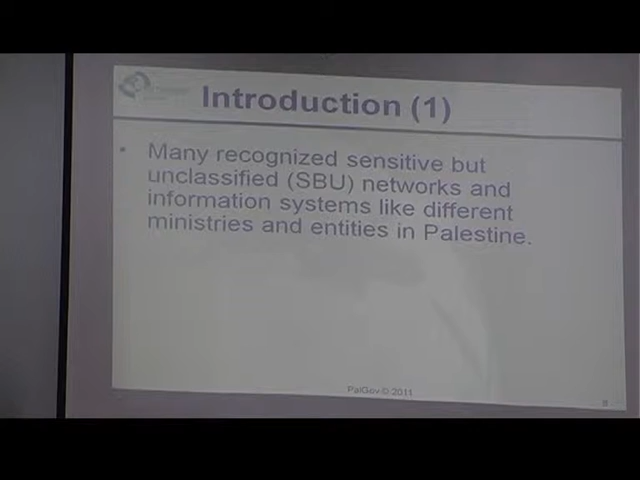 Introduction (1)
• Many recognized sensitive but
unclassified (SBU) networks and
information systems like different
ministries and entities in Palestine.
PalGov © 2011